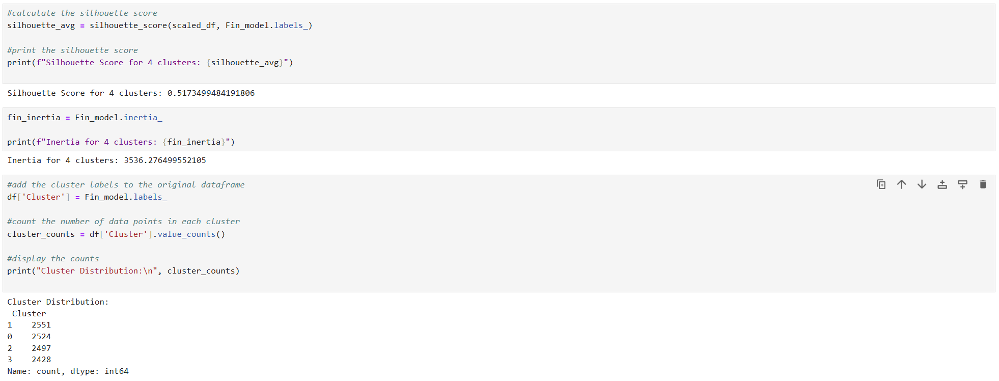 #calculate the silhouette score
silhouette_avg = silhouette_score(scaled_df, Fin_model.labels_)
#print the silhouette score
print(f"Silhouette Score for 4 clusters: {silhouette_avg}")
Silhouette Score for 4 clusters: 0.5173499484191806
fin_inertia = Fin_model.inertia_
print(f"Inertia for 4 clusters: {fin_inertia}")
Inertia for 4 clusters: 3536.276499552105
#add the cluster labels to the original dataframe
df['Cluster'] = Fin_model.labels_
#count the number of data points in each cluster
cluster_counts = df['Cluster'].value_counts()
#display the counts
print("Cluster Distribution:\n", cluster_counts)
Cluster Distribution:
Cluster
1    2551
0    2524
2    2497
3    2428
Name: count, dtype: int64